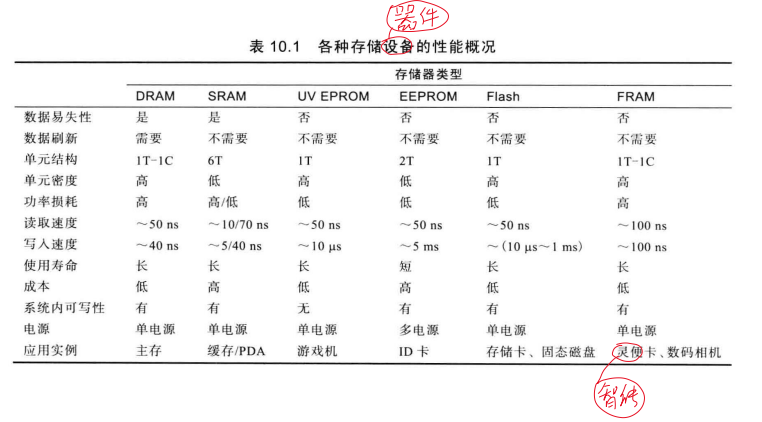 器件
表 10.1 各种存储设备的性能概况
存储器类型
DRAM SRAM UV EPROM EEPROM Flash FRAM
数据易失性 是 是 否 否 否 否
数据刷新 需要 不需要 不需要 不需要 不需要 不需要
单元结构 1T-1C 6T 1T 2T 1T 1T-1C
单元密度 高 低 高 低 高 高
功率损耗 高 高/低 低 低 低 高
读取速度 ～50 ns ～10/70 ns ～50 ns ～50 ns ～50 ns ～100 ns
写入速度 ～40 ns ～5/40 ns ～10 μs ～5 ms ～(10 μs～1 ms) ～100 ns
使用寿命 长 长 长 短 长 长
成本 低 高 低 高 低 低
系统内可写性 有 有 无 有 有 有
电源 单电源 单电源 单电源 多电源 单电源 单电源
应用实例 主存 缓存/PDA 游戏机 ID 卡 存储卡、固态磁盘 灵便卡、数码相机
智能